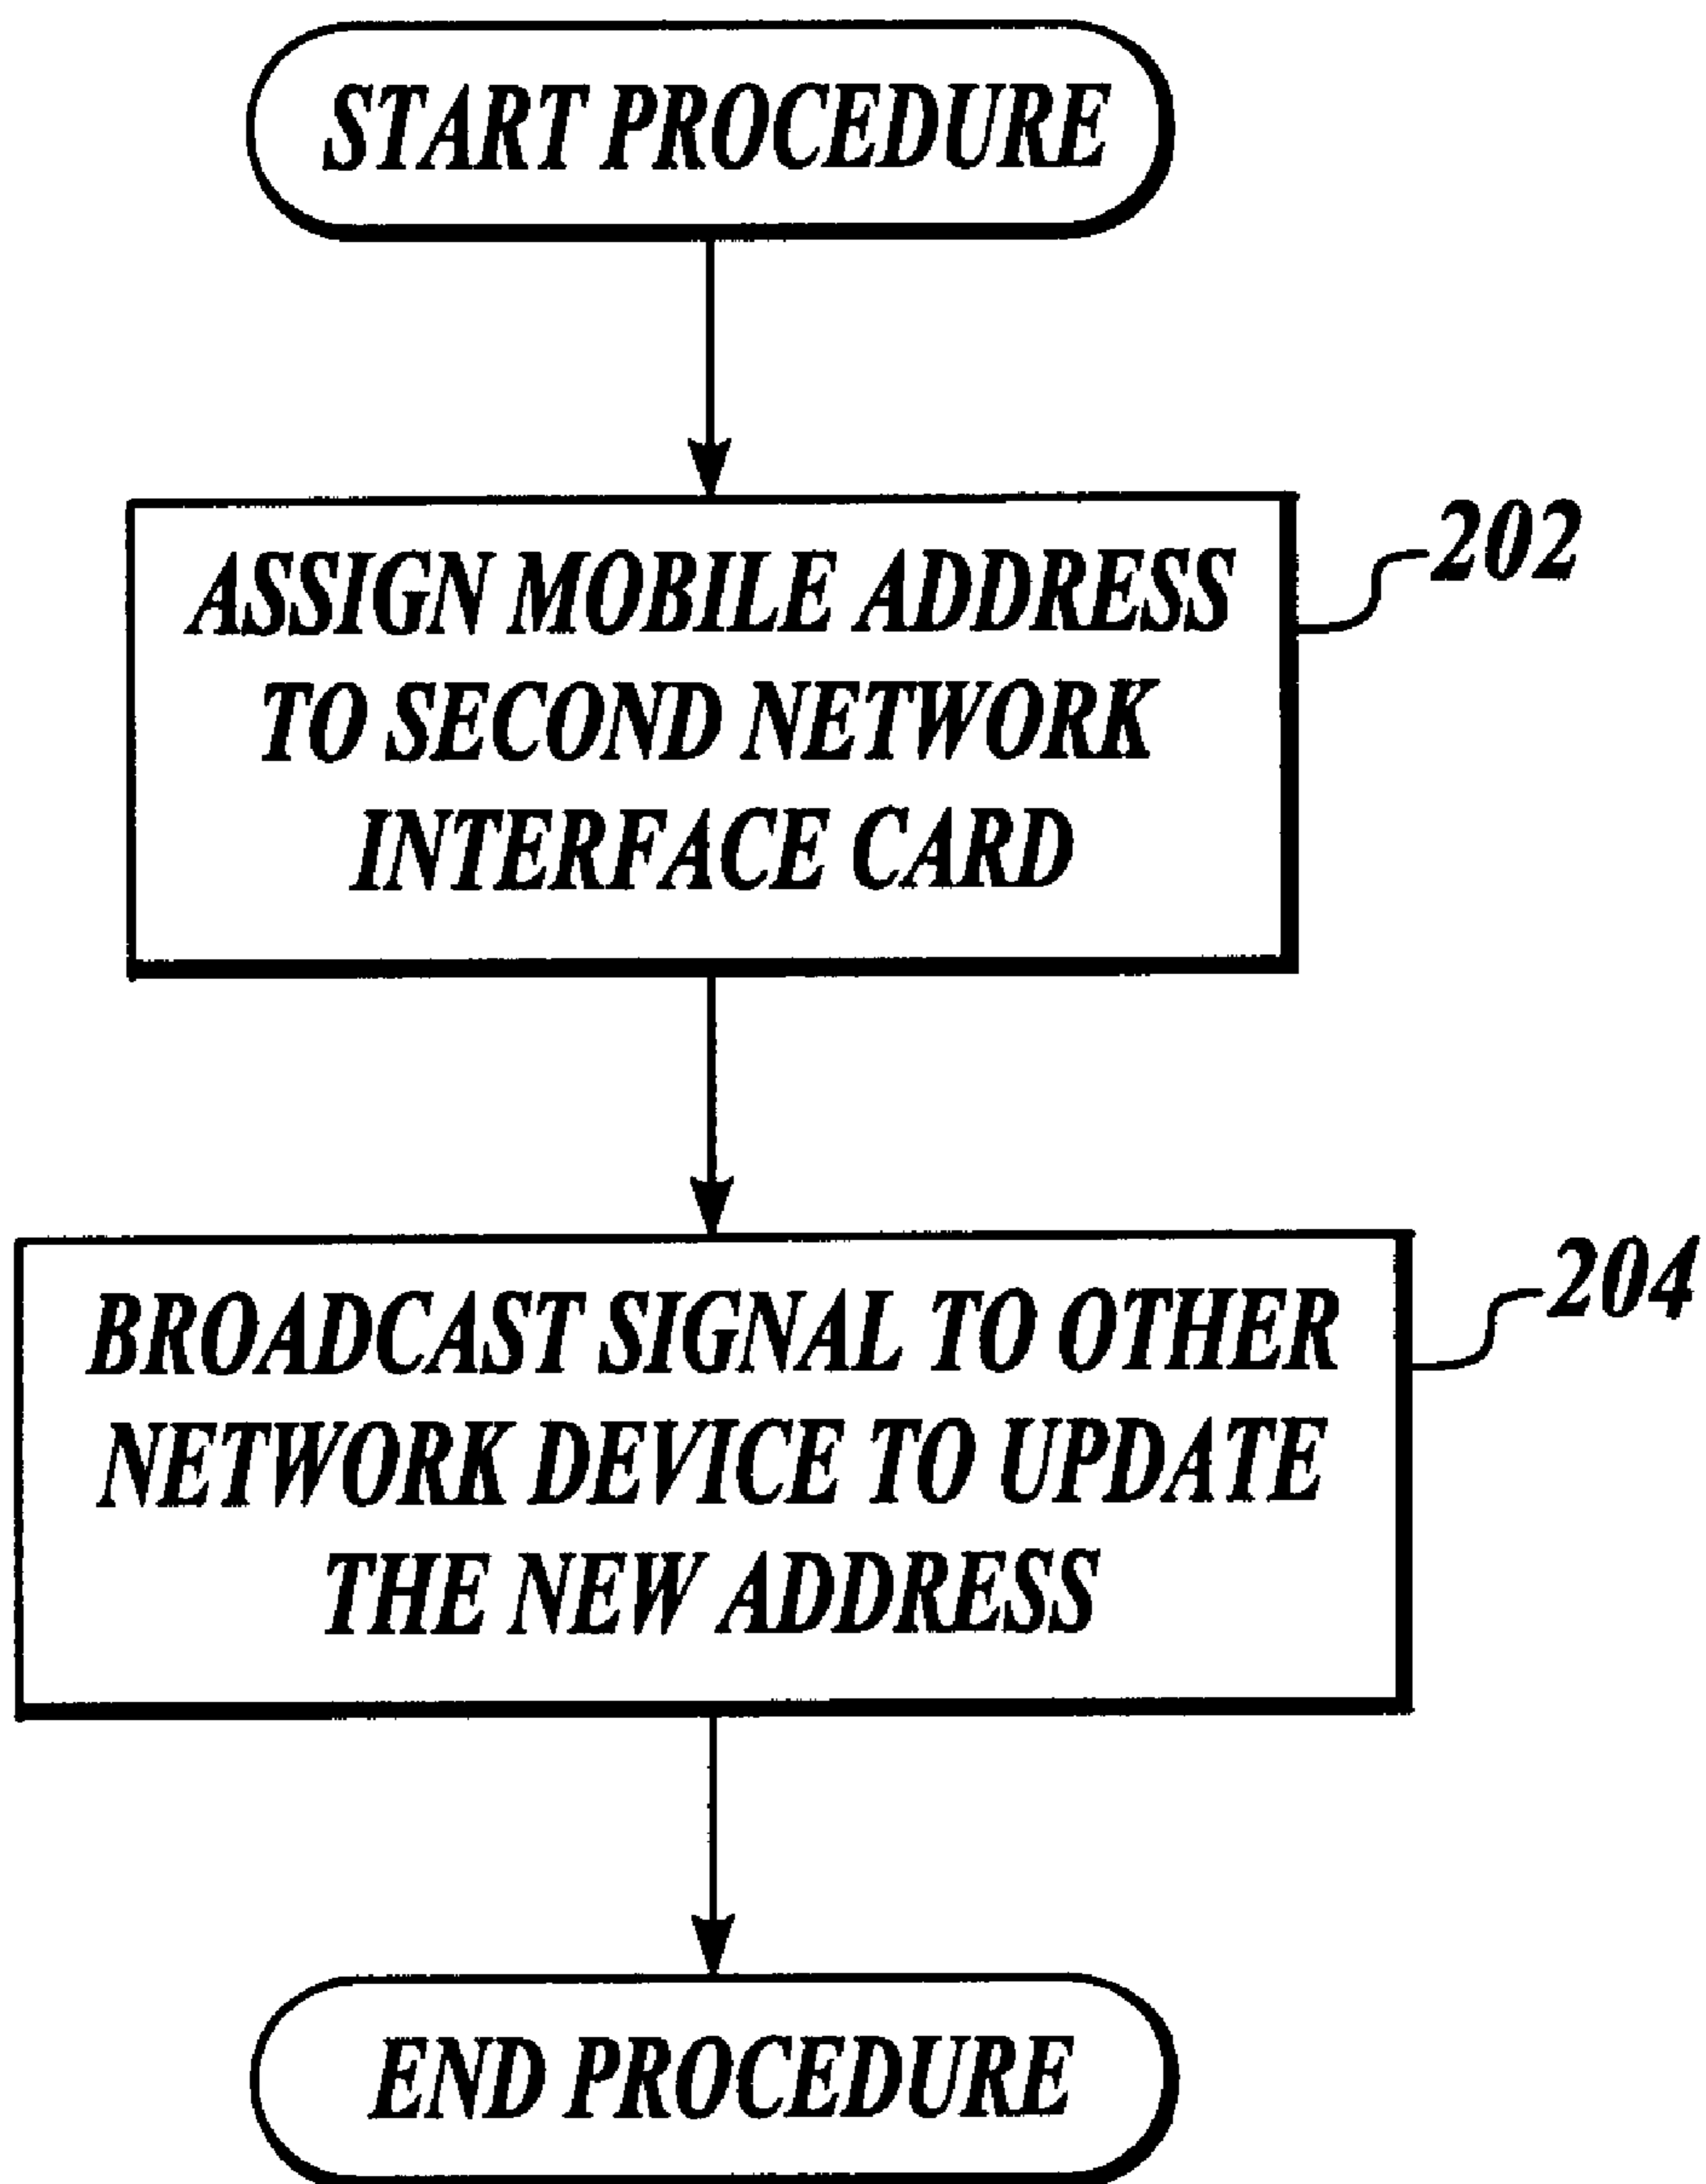 START PROCEDURE
ASSIGN MOBILE ADDRESS
TO SECOND NETWORK
INTERFACE CARD
202
BROADCAST SIGNAL TO OTHER
NETWORK DEVICE TO UPDATE
THE NEW ADDRESS
204
END PROCEDURE